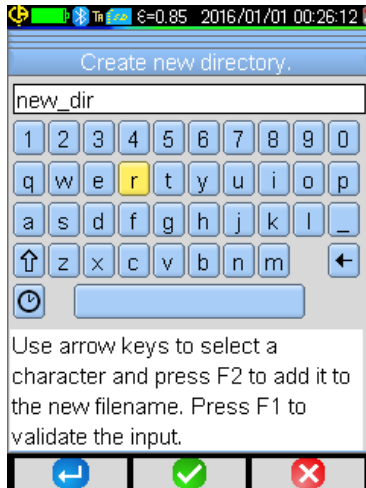 ε=0.85 2016/01/01 00:26:12
Create new directory.
new_dir
1 2 3 4 5 6 7 8 9 0
q w e r t y u i o p
a s d f g h j k l _
z x c v b n m
Use arrow keys to select a
character and press F2 to add it to
the new filename. Press F1 to
validate the input.